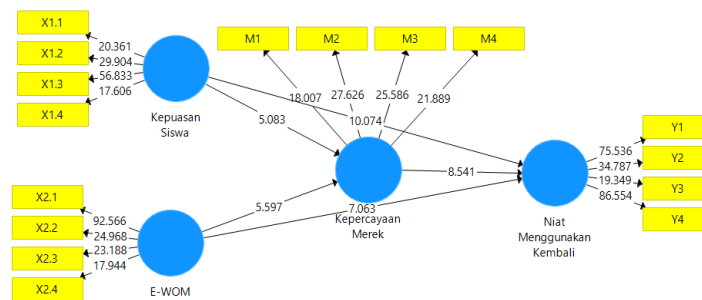 X1.1
X1.2
X1.3
X1.4
20.361
29.904
56.833
17.606
Kepuasan
Siswa
M1
M2
M3
M4
18.007
27.626
25.586
21.889
5.083
10.074
5.597
7.063
8.541
Kepercayaan
Merek
X2.1
X2.2
X2.3
X2.4
92.566
24.968
23.188
17.944
E-WOM
Niat
Menggunakan
Kembali
75.536
34.787
19.349
86.554
Y1
Y2
Y3
Y4